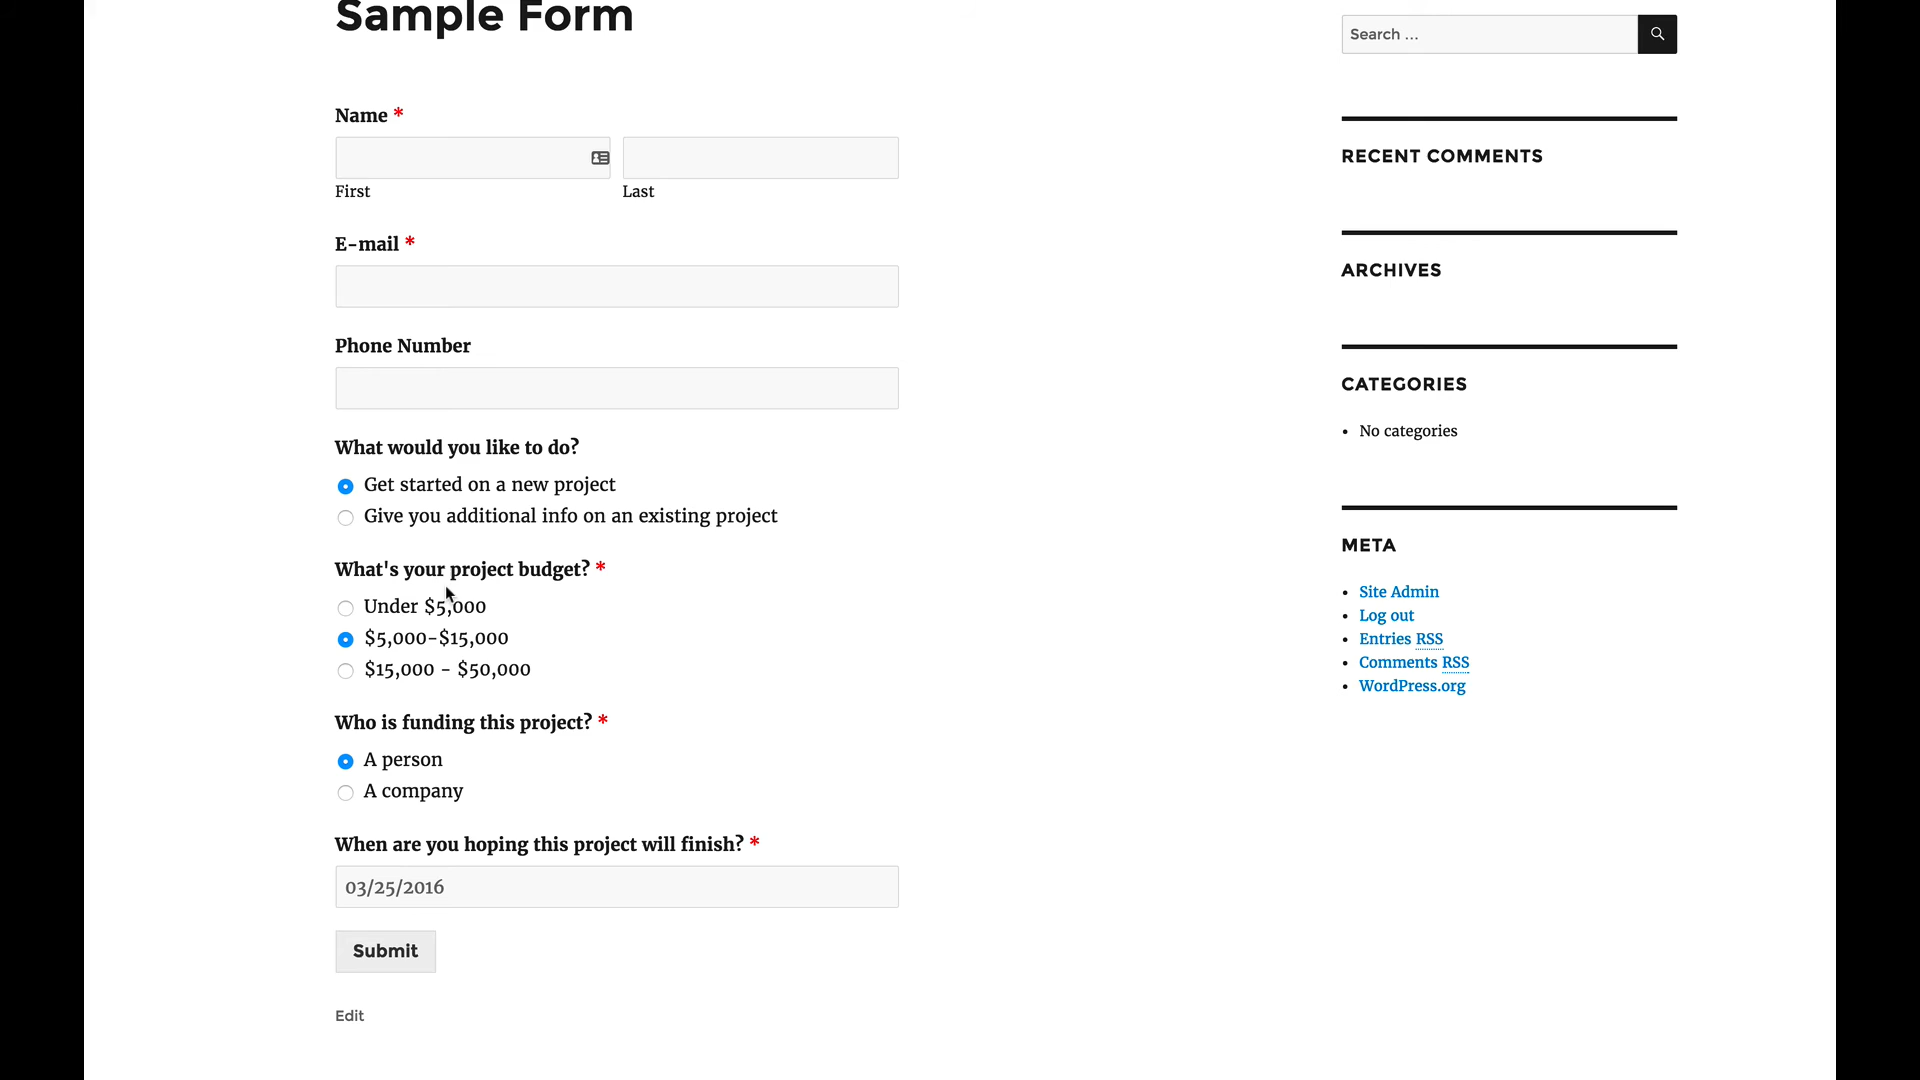 Sample Form
Name *
First
Last
E-mail *
Phone Number
What would you like to do?
Get started on a new project
Give you additional info on an existing project
What's your project budget? *
Under $5,000
$5,000-$15,000
$15,000 - $50,000
Who is funding this project? *
A person
A company
When are you hoping this project will finish? *
03/25/2016
Submit
Edit
Search ...
RECENT COMMENTS
ARCHIVES
CATEGORIES
• No categories
META
• Site Admin
• Log out
• Entries RSS
• Comments RSS
• WordPress.org